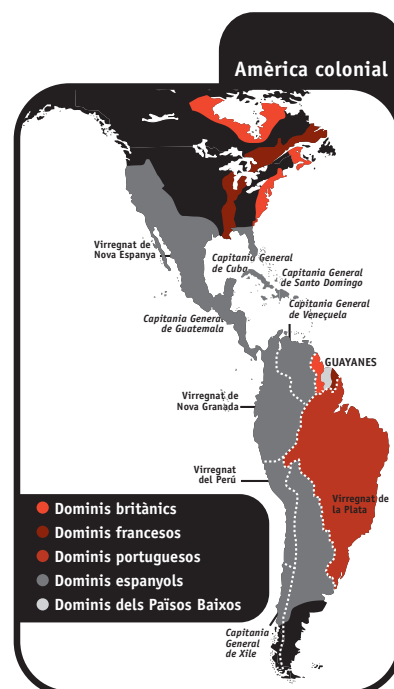 Amèrica colonial
Virregnat de
Nova Espanya
Capitania General
de Cuba
Capitania General
de Santo Domingo
Capitania General
de Veneçuela
Capitania General
de Guatemala
GUAYANES
Virregnat de
Nova Granada
Virregnat
del Perú
Virregnat de
la Plata
Dominis britànics
Dominis francesos
Dominis portuguesos
Dominis espanyols
Dominis dels Països Baixos
Capitania
General
de Xile